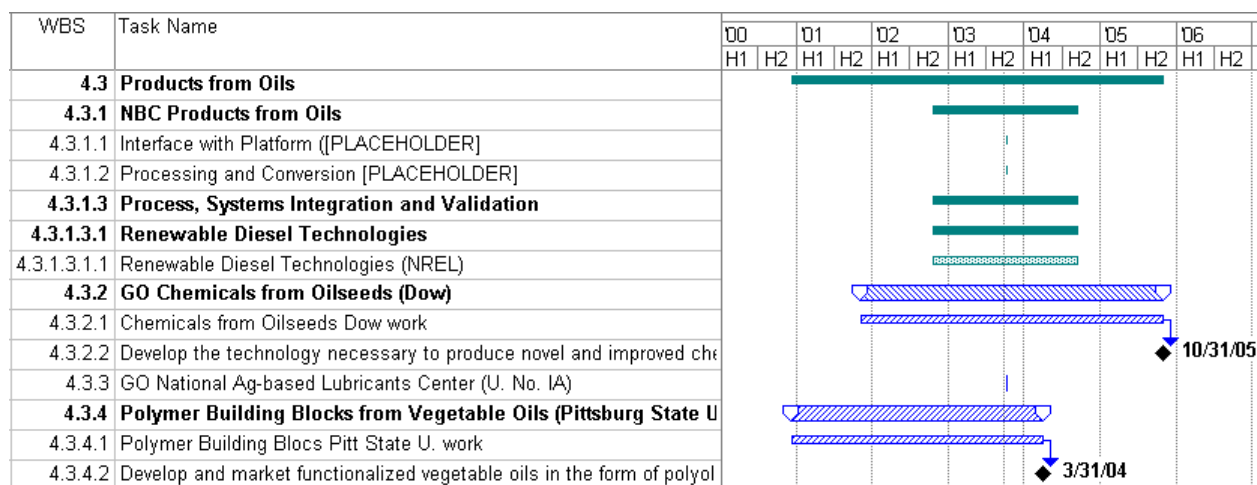 WBS Task Name
'00 '01 '02 '03 '04 '05 '06
H1 H2 H1 H2 H1 H2 H1 H2 H1 H2 H1 H2 H1 H2
4.3 Products from Oils
4.3.1 NBC Products from Oils
4.3.1.1 Interface with Platform ([PLACEHOLDER]
4.3.1.2 Processing and Conversion [PLACEHOLDER]
4.3.1.3 Process, Systems Integration and Validation
4.3.1.3.1 Renewable Diesel Technologies
4.3.1.3.1.1 Renewable Diesel Technologies (NREL)
4.3.2 GO Chemicals from Oilseeds (Dow)
4.3.2.1 Chemicals from Oilseeds Dow work
4.3.2.2 Develop the technology necessary to produce novel and improved che 10/31/05
4.3.3 GO National Ag-based Lubricants Center (U. No. IA)
4.3.4 Polymer Building Blocks from Vegetable Oils (Pittsburg State U
4.3.4.1 Polymer Building Blocs Pitt State U. work
4.3.4.2 Develop and market functionalized vegetable oils in the form of polyol 3/31/04